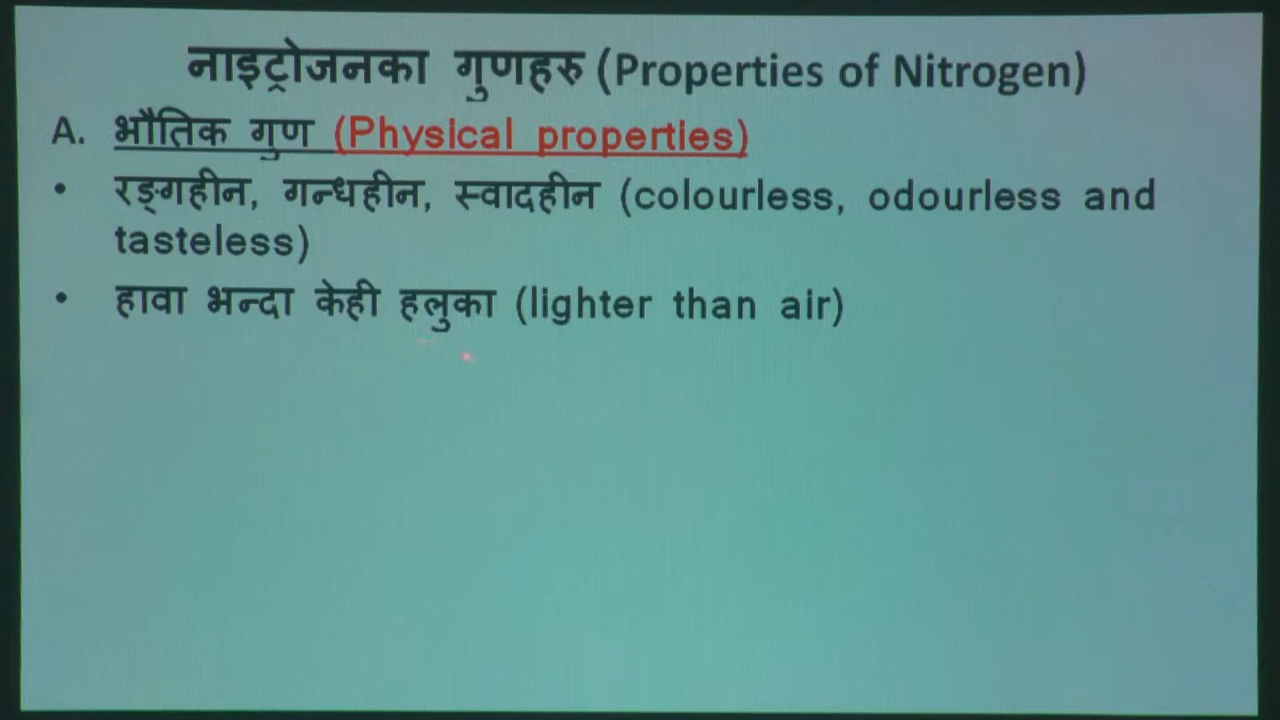 नाइट्रोजनका गुणहरु (Properties of Nitrogen)
A. भौतिक गुण (Physical properties)
• रङ्गहीन, गन्धहीन, स्वादहीन (colourless, odourless and
tasteless)
• हावा भन्दा केही हलुका (lighter than air)